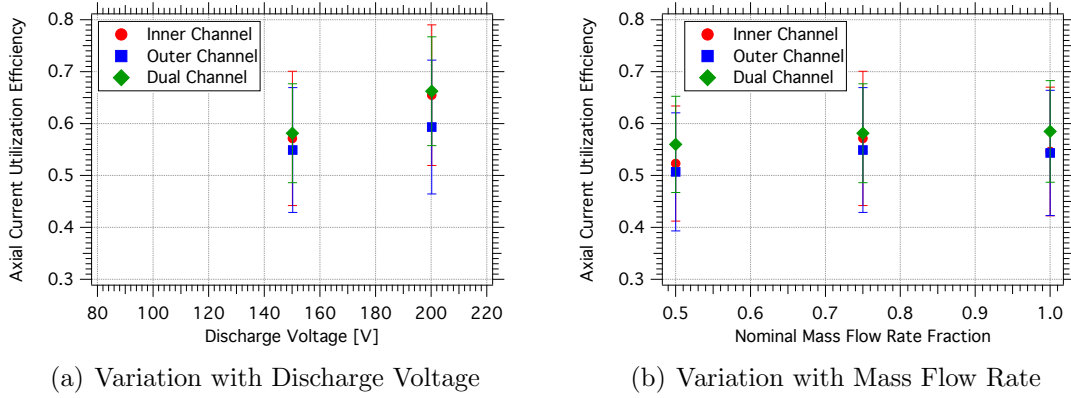 0.8
0.7
0.6
0.5
0.4
0.3
Axial Current Utilization Efficiency
Inner Channel
Outer Channel
Dual Channel
80 100 120 140 160 180 200 220
Discharge Voltage [V]
(a) Variation with Discharge Voltage
0.8
0.7
0.6
0.5
0.4
0.3
Axial Current Utilization Efficiency
Inner Channel
Outer Channel
Dual Channel
0.5 0.6 0.7 0.8 0.9 1.0
Nominal Mass Flow Rate Fraction
(b) Variation with Mass Flow Rate